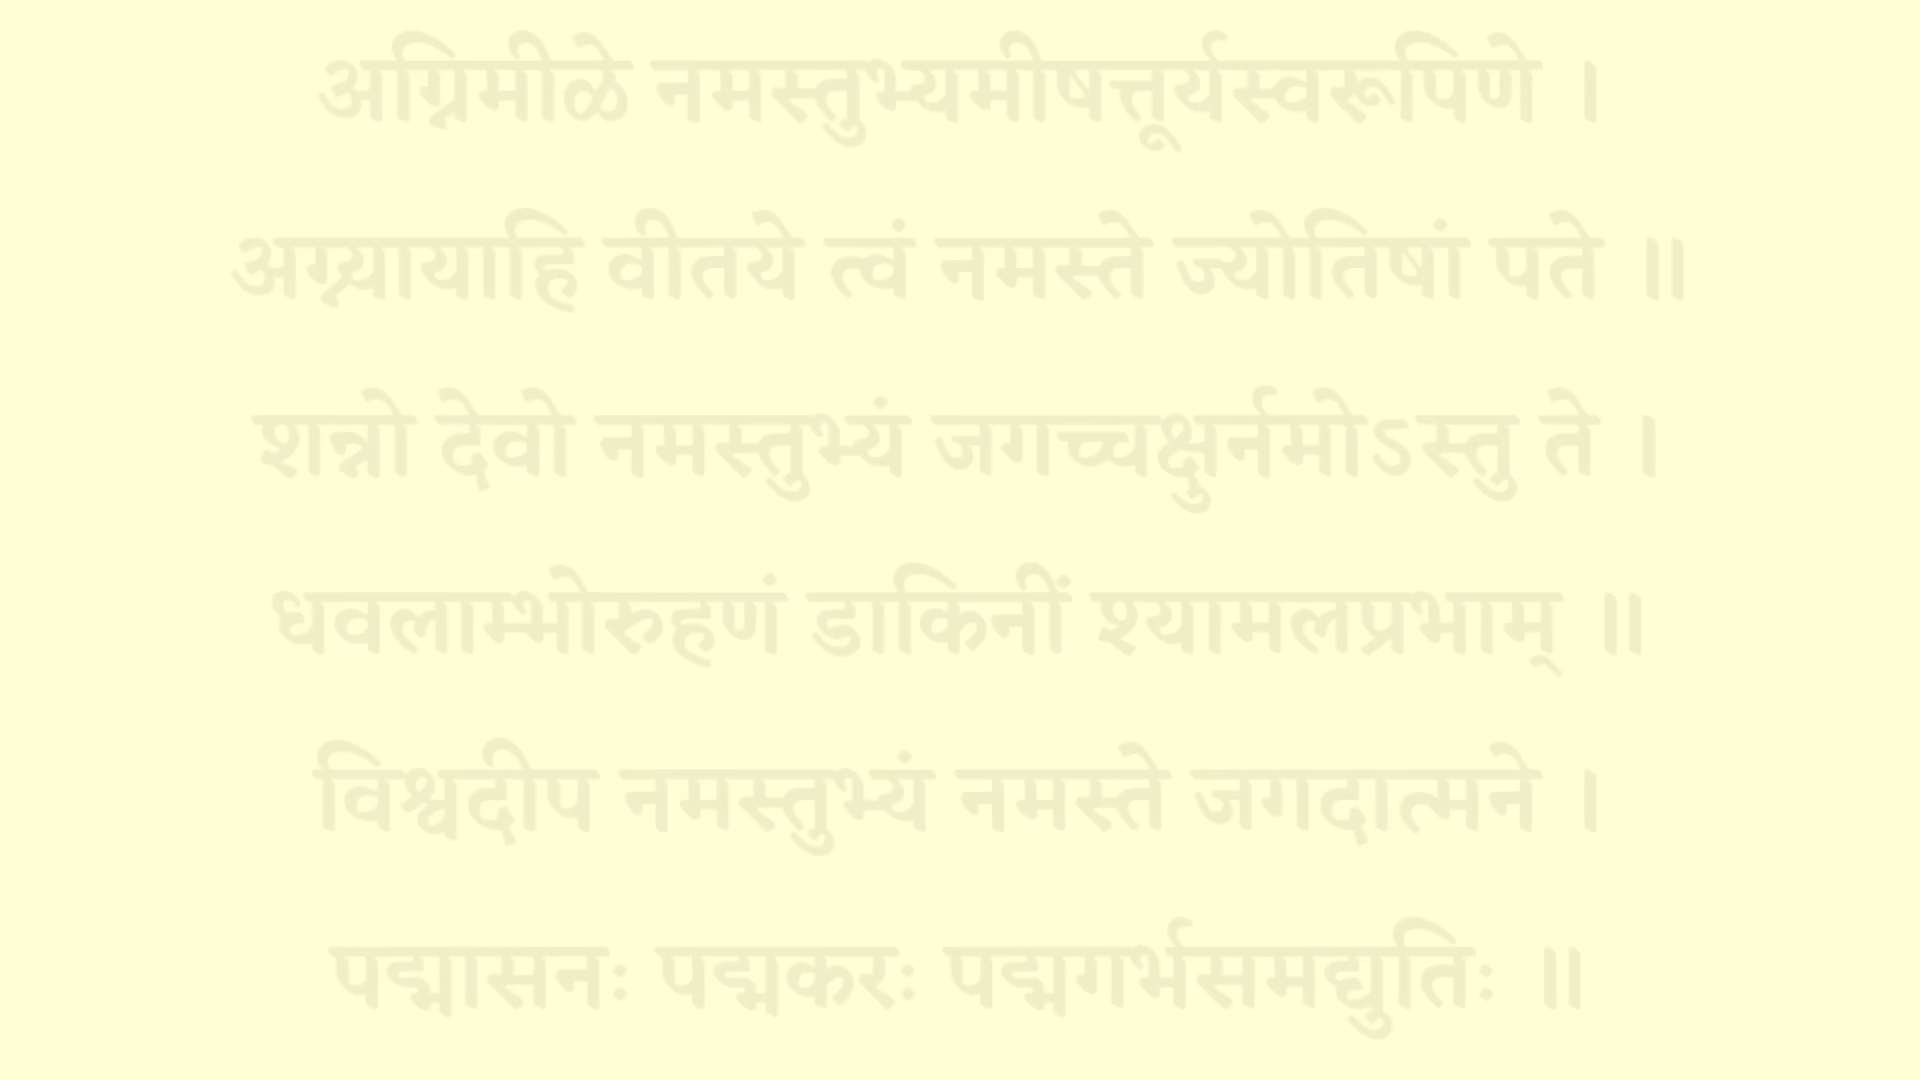 अग्निमीळे नमस्तुभ्यमीषत्तूर्यस्वरूपिणे ।
अग्न्यायाहि वीतये त्वं नमस्ते ज्योतिषां पते ॥
शन्नो देवो नमस्तुभ्यं जगच्चक्षुर्नमोऽस्तु ते ।
धवलाम्भोरुहणं डाकिनीं श्यामलप्रभाम् ॥
विश्वदीप नमस्तुभ्यं नमस्ते जगदात्मने ।
पद्मासनः पद्मकरः पद्मगर्भसमद्युतिः ॥